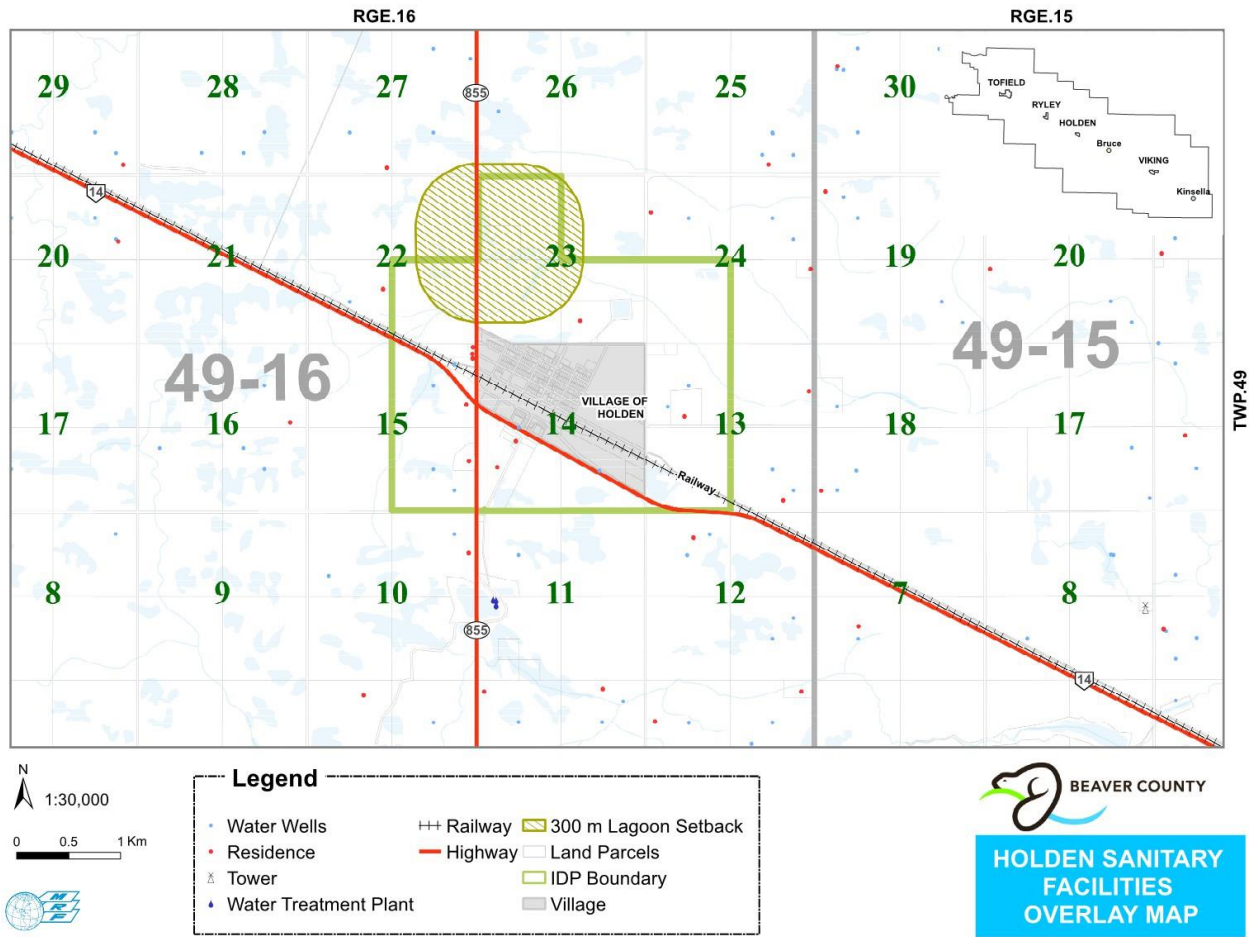 RGE.16
RGE.15
29
28
27
855
26
25
30
TOFIELD
RYLEY
HOLDEN
Bruce
VIKING
Kinsella
14
20
21
22
23
24
19
20
49-16
49-15
TWP.49
VILLAGE OF
HOLDEN
17
16
15
14
13
18
17
Railway
8
9
10
11
12
7
8
855
14
N
1:30,000
0 0.5 1 Km
MRF
Legend
Water Wells
Residence
Tower
Water Treatment Plant
Railway
Highway
300 m Lagoon Setback
Land Parcels
IDP Boundary
Village
BEAVER COUNTY
HOLDEN SANITARY
FACILITIES
OVERLAY MAP